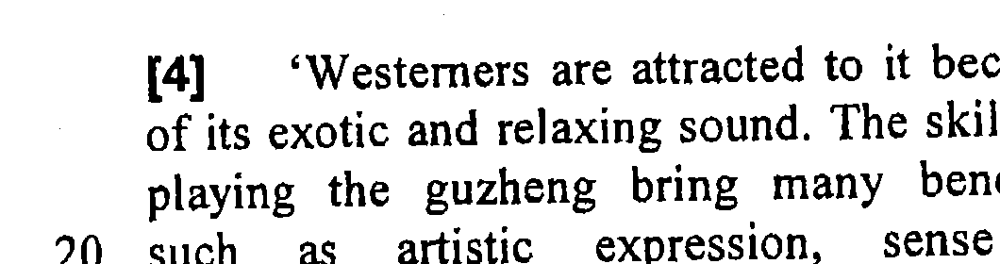 [4] 'Westerners are attracted to it bec
of its exotic and relaxing sound. The skil
playing the guzheng bring many bene
20 such as artistic expression, sense